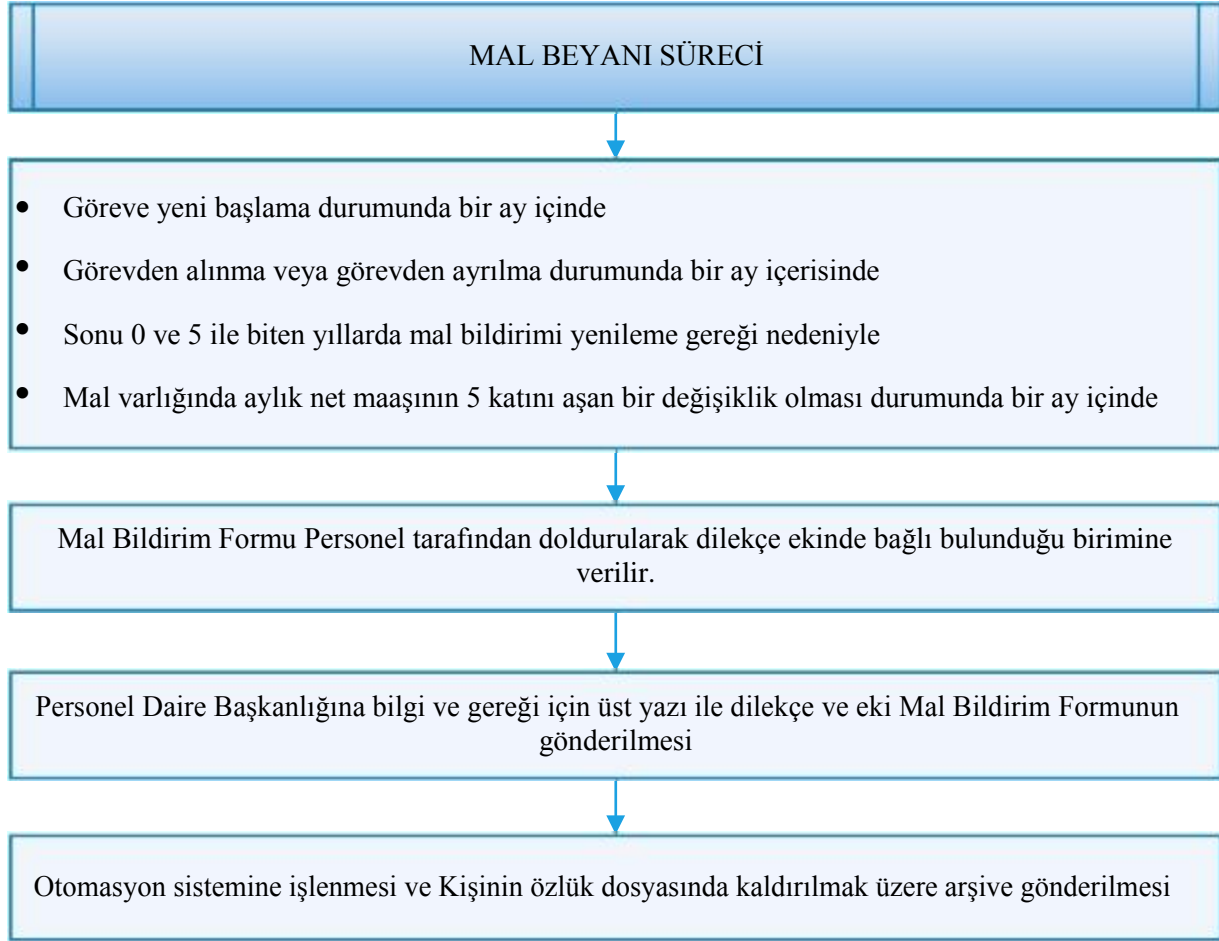 MAL BEYANI SÜRECİ
• Göreve yeni başlama durumunda bir ay içinde
• Görevden alınma veya görevden ayrılma durumunda bir ay içerisinde
• Sonu 0 ve 5 ile biten yıllarda mal bildirimi yenileme gereği nedeniyle
• Mal varlığında aylık net maaşının 5 katını aşan bir değişiklik olması durumunda bir ay içinde
Mal Bildirim Formu Personel tarafından doldurularak dilekçe ekinde bağlı bulunduğu birimine
verilir.
Personel Daire Başkanlığına bilgi ve gereği için üst yazı ile dilekçe ve eki Mal Bildirim Formunun
gönderilmesi
Otomasyon sistemine işlenmesi ve Kişinin özlük dosyasında kaldırılmak üzere arşive gönderilmesi